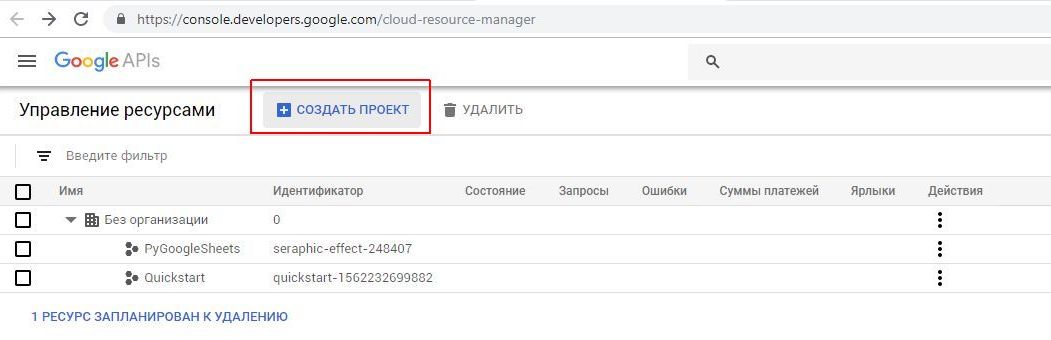 https://console.developers.google.com/cloud-resource-manager
Google APIs
Управление ресурсами СОЗДАТЬ ПРОЕКТ УДАЛИТЬ
Введите фильтр
Имя Идентификатор Состояние Запросы Ошибки Суммы платежей Ярлыки Действия
Без организации 0
PyGoogleSheets seraphic-effect-248407
Quickstart quickstart-1562232699882
1 РЕСУРС ЗАПЛАНИРОВАН К УДАЛЕНИЮ